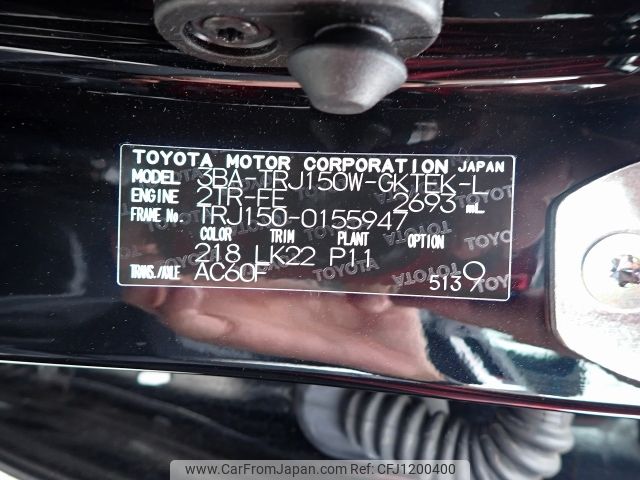 TOYOTA MOTOR CORPORATION JAPAN
MODEL 3BA-TRJ150W-GKTEK-L
ENGINE 2TR-FE 2693 mL
FRAME No. TRJ150-0155947
COLOR TRIM PLANT OPTION
218 LK22 P11
TRANS./AXLE AC60F 5139
www.CarFromJapan.com Ref: CFJ1200400